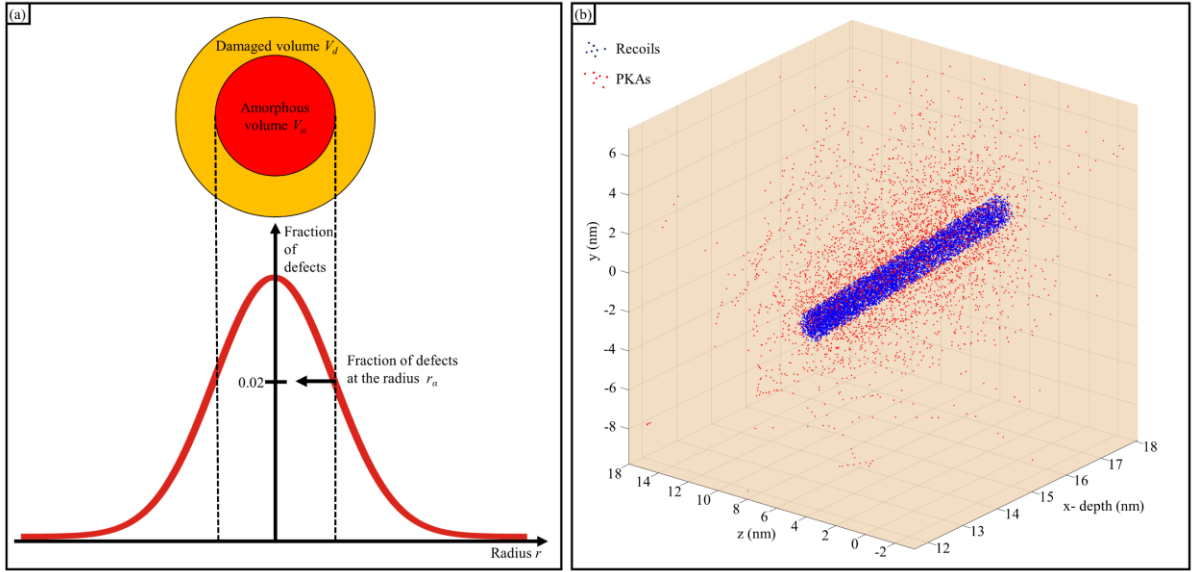 (a)
Damaged volume V_d
Amorphous
volume V_a
Fraction
of
defects
0.02
Fraction of defects
at the radius r_a
Radius r
(b)
Recoils
PKAs
6
4
2
0
-2
-4
-6
-8
y (nm)
18
14
12
10
8
6
4
2
0
-2
z (nm)
12
13
14
15
16
17
18
x- depth (nm)